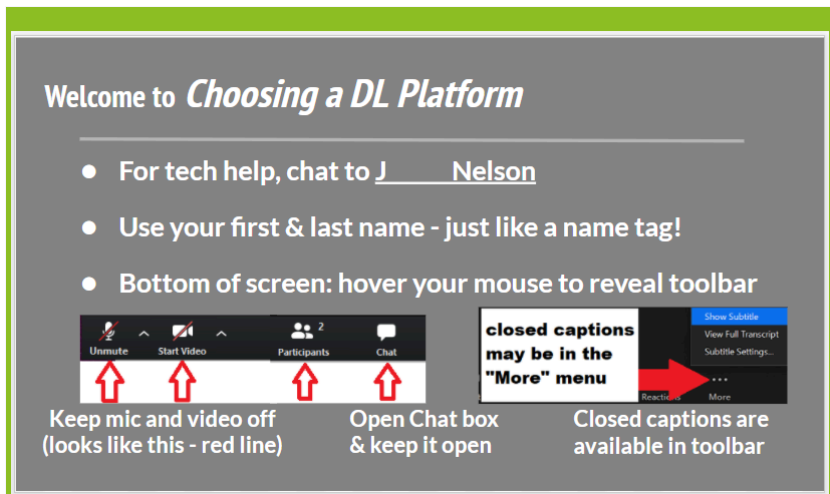 Welcome to Choosing a DL Platform
● For tech help, chat to J Nelson
● Use your first & last name - just like a name tag!
● Bottom of screen: hover your mouse to reveal toolbar
Unmute Start Video Participants 2 Chat
closed captions
may be in the
"More" menu
Show Subtitle
View Full Transcript
Subtitle Settings...
Reactions More
Keep mic and video off
(looks like this - red line)
Open Chat box
& keep it open
Closed captions are
available in toolbar